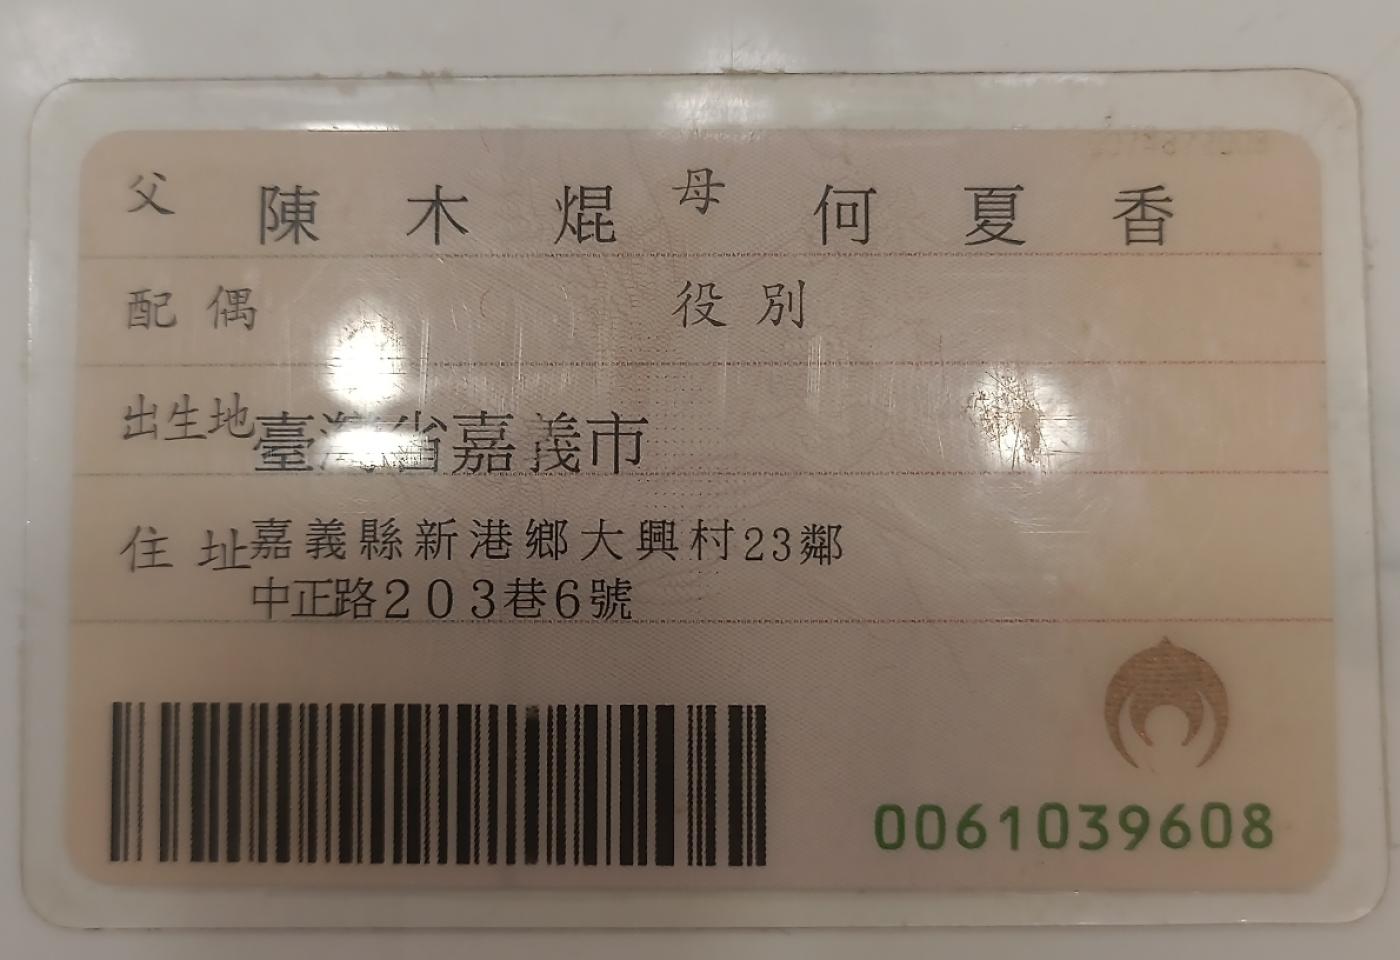 父 陳木焜 母 何夏香
配偶 役別
出生地 臺灣省嘉義市
住址 嘉義縣新港鄉大興村23鄰
中正路203巷6號
0061039608